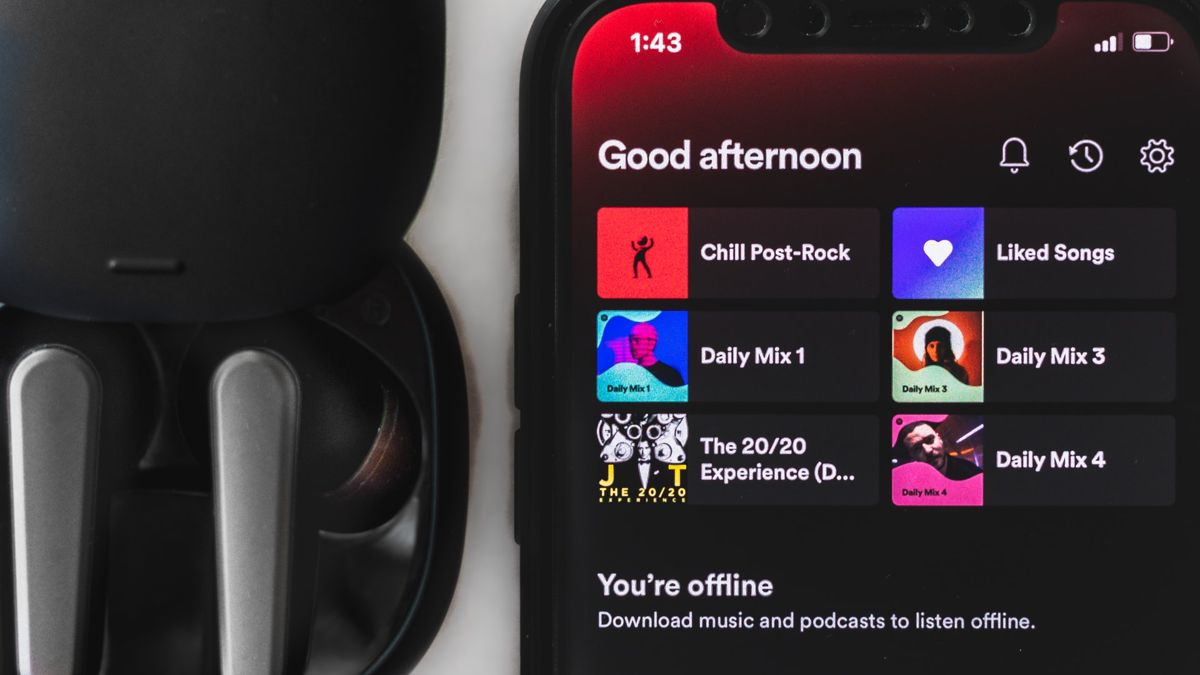 1:43
Good afternoon
Chill Post-Rock
Liked Songs
Daily Mix 1
Daily Mix 1
Daily Mix 3
Daily Mix 3
J T
THE 20/20
EXPERIENCE
The 20/20
Experience (D...
Daily Mix 4
Daily Mix 4
You're offline
Download music and podcasts to listen offline.